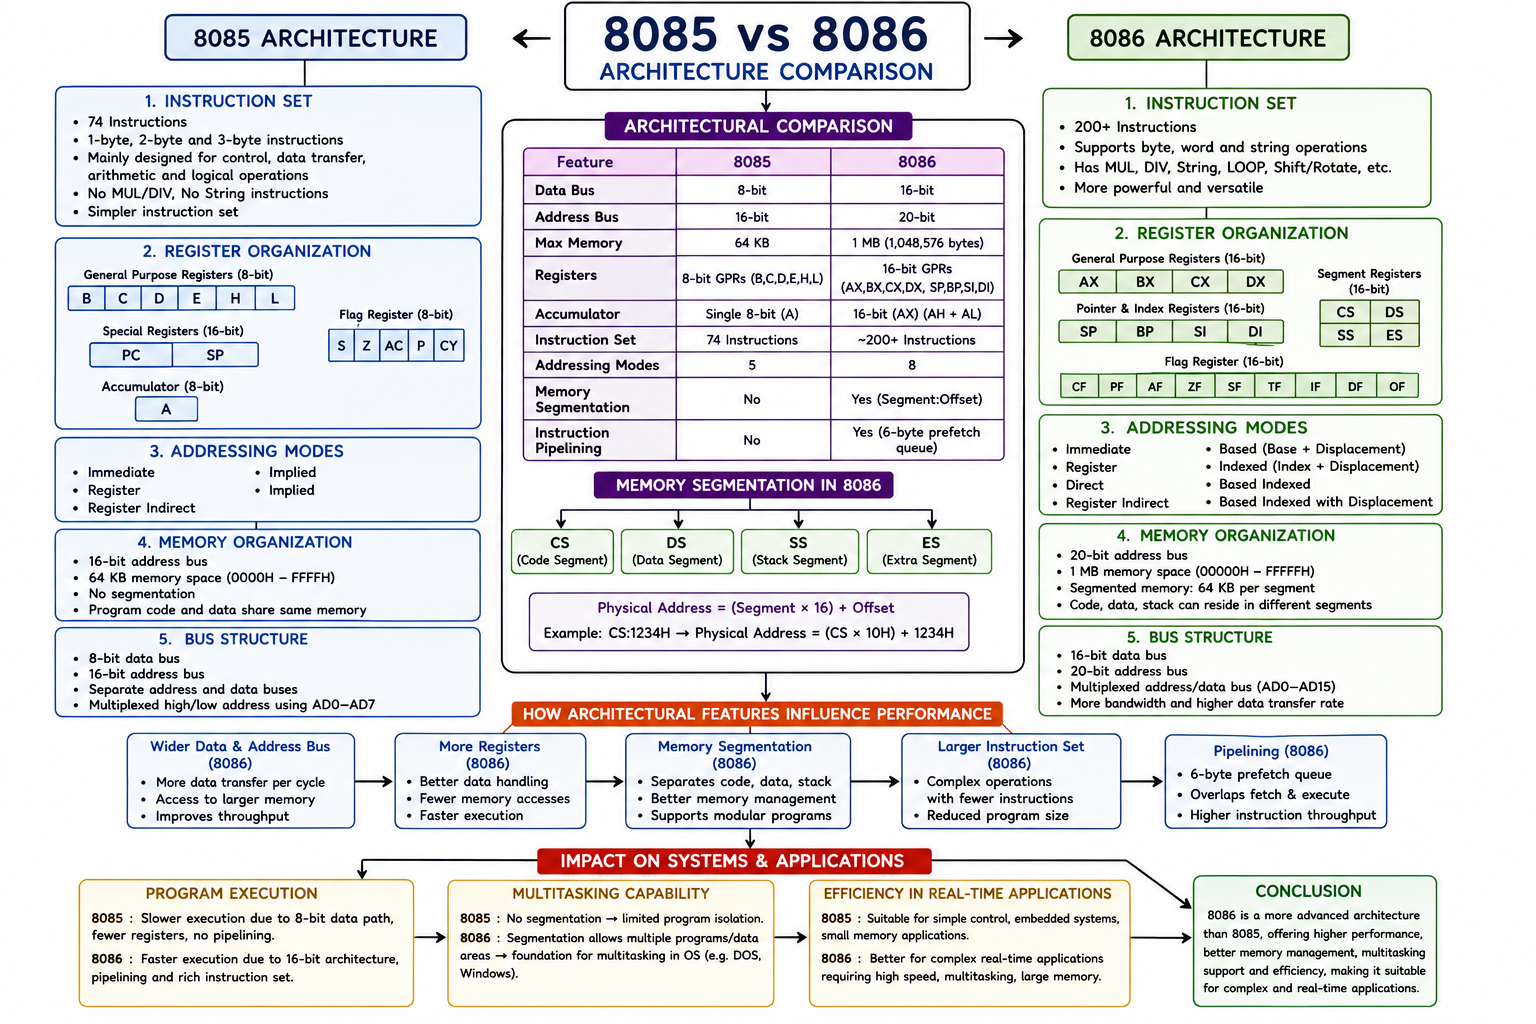 8085 ARCHITECTURE
8085 vs 8086
ARCHITECTURE COMPARISON
8086 ARCHITECTURE
1. INSTRUCTION SET
• 74 Instructions
• 1-byte, 2-byte and 3-byte instructions
• Mainly designed for control, data transfer,
arithmetic and logical operations
• No MUL/DIV, No String instructions
• Simpler instruction set
2. REGISTER ORGANIZATION
General Purpose Registers (8-bit)
B C D E H L
Special Registers (16-bit)
PC SP
Flag Register (8-bit)
S Z AC P CY
Accumulator (8-bit)
A
3. ADDRESSING MODES
• Immediate
• Register
• Register Indirect
• Implied
• Implied
4. MEMORY ORGANIZATION
• 16-bit address bus
• 64 KB memory space (0000H – FFFFH)
• No segmentation
• Program code and data share same memory
5. BUS STRUCTURE
• 8-bit data bus
• 16-bit address bus
• Separate address and data buses
• Multiplexed high/low address using AD0–AD7
ARCHITECTURAL COMPARISON
Feature 8085 8086
Data Bus 8-bit 16-bit
Address Bus 16-bit 20-bit
Max Memory 64 KB 1 MB (1,048,576 bytes)
Registers 8-bit GPRs (B,C,D,E,H,L) 16-bit GPRs
(AX,BX,CX,DX, SP,BP,SI,DI)
Accumulator Single 8-bit (A) 16-bit (AX) (AH + AL)
Instruction Set 74 Instructions ~200+ Instructions
Addressing Modes 5 8
Memory
Segmentation No Yes (Segment:Offset)
Instruction
Pipelining No Yes (6-byte prefetch
queue)
MEMORY SEGMENTATION IN 8086
CS
(Code Segment)
DS
(Data Segment)
SS
(Stack Segment)
ES
(Extra Segment)
Physical Address = (Segment × 16) + Offset
Example: CS:1234H → Physical Address = (CS × 10H) + 1234H
1. INSTRUCTION SET
• 200+ Instructions
• Supports byte, word and string operations
• Has MUL, DIV, String, LOOP, Shift/Rotate, etc.
• More powerful and versatile
2. REGISTER ORGANIZATION
General Purpose Registers (16-bit)
AX BX CX DX
Segment Registers
(16-bit)
CS DS
SS ES
Pointer & Index Registers (16-bit)
SP BP SI DI
Flag Register (16-bit)
CF PF AF ZF SF TF IF DF OF
3. ADDRESSING MODES
• Immediate
• Register
• Direct
• Register Indirect
• Based (Base + Displacement)
• Indexed (Index + Displacement)
• Based Indexed
• Based Indexed with Displacement
4. MEMORY ORGANIZATION
• 20-bit address bus
• 1 MB memory space (00000H – FFFFFH)
• Segmented memory: 64 KB per segment
• Code, data, stack can reside in different segments
5. BUS STRUCTURE
• 16-bit data bus
• 20-bit address bus
• Multiplexed address/data bus (AD0–AD15)
• More bandwidth and higher data transfer rate
HOW ARCHITECTURAL FEATURES INFLUENCE PERFORMANCE
Wider Data & Address Bus
(8086)
• More data transfer per cycle
• Access to larger memory
• Improves throughput
More Registers
(8086)
• Better data handling
• Fewer memory accesses
• Faster execution
Memory Segmentation
(8086)
• Separates code, data, stack
• Better memory management
• Supports modular programs
Larger Instruction Set
(8086)
• Complex operations
with fewer instructions
• Reduced program size
Pipelining (8086)
• 6-byte prefetch queue
• Overlaps fetch & execute
• Higher instruction throughput
IMPACT ON SYSTEMS & APPLICATIONS
PROGRAM EXECUTION
8085 : Slower execution due to 8-bit data path,
fewer registers, no pipelining.
8086 : Faster execution due to 16-bit architecture,
pipelining and rich instruction set.
MULTITASKING CAPABILITY
8085 : No segmentation → limited program isolation.
8086 : Segmentation allows multiple programs/data
areas → foundation for multitasking in OS (e.g. DOS,
Windows).
EFFICIENCY IN REAL-TIME APPLICATIONS
8085 : Suitable for simple control, embedded systems,
small memory applications.
8086 : Better for complex real-time applications
requiring high speed, multitasking, large memory.
CONCLUSION
8086 is a more advanced architecture
than 8085, offering higher performance,
better memory management, multitasking
support and efficiency, making it suitable
for complex and real-time applications.